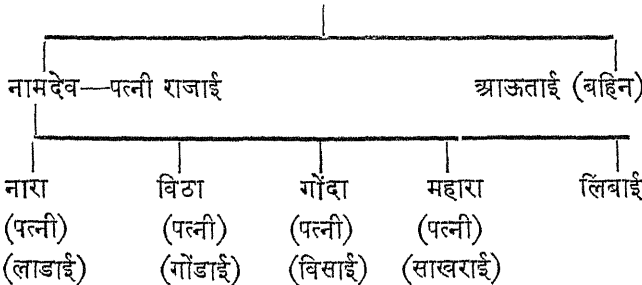 नामदेव—पत्नी राजाई आऊताई (बहिन)
नारा विठा गोंदा महारा लिंबाई
(पत्नी) (पत्नी) (पत्नी) (पत्नी)
(लाडाई) (गोंडाई) (विसाई) (साखराई)